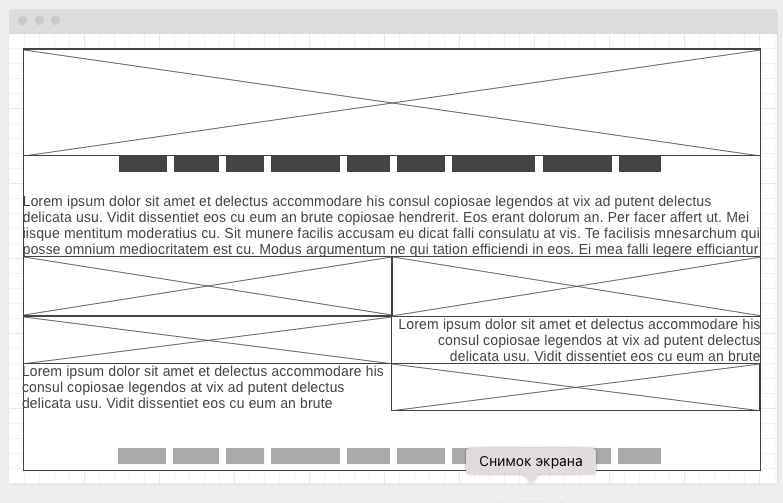 Lorem ipsum dolor sit amet et delectus accommodare his consul copiosae legendos at vix ad putent delectus
delicata usu. Vidit dissentiet eos cu eum an brute copiosae hendrerit. Eos erant dolorum an. Per facer affert ut. Mei
iisque mentitum moderatius cu. Sit munere facilis accusam eu dicat falli consulatu at vis. Te facilisis mnesarchum qui
posse omnium mediocritatem est cu. Modus argumentum ne qui tation efficiendi in eos. Ei mea falli legere efficiantur
Lorem ipsum dolor sit amet et delectus accommodare his
consul copiosae legendos at vix ad putent delectus
delicata usu. Vidit dissentiet eos cu eum an brute
Lorem ipsum dolor sit amet et delectus accommodare his
consul copiosae legendos at vix ad putent delectus
delicata usu. Vidit dissentiet eos cu eum an brute
Снимок экрана